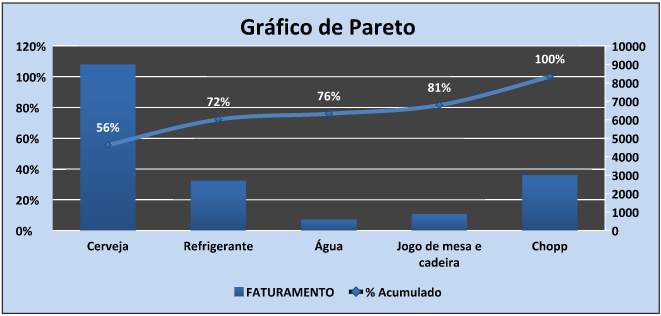 Gráfico de Pareto
120%
100%
80%
60%
40%
20%
0%
10000
9000
8000
7000
6000
5000
4000
3000
2000
1000
0
56%
72%
76%
81%
100%
Cerveja
Refrigerante
Água
Jogo de mesa e
cadeira
Chopp
FATURAMENTO
% Acumulado